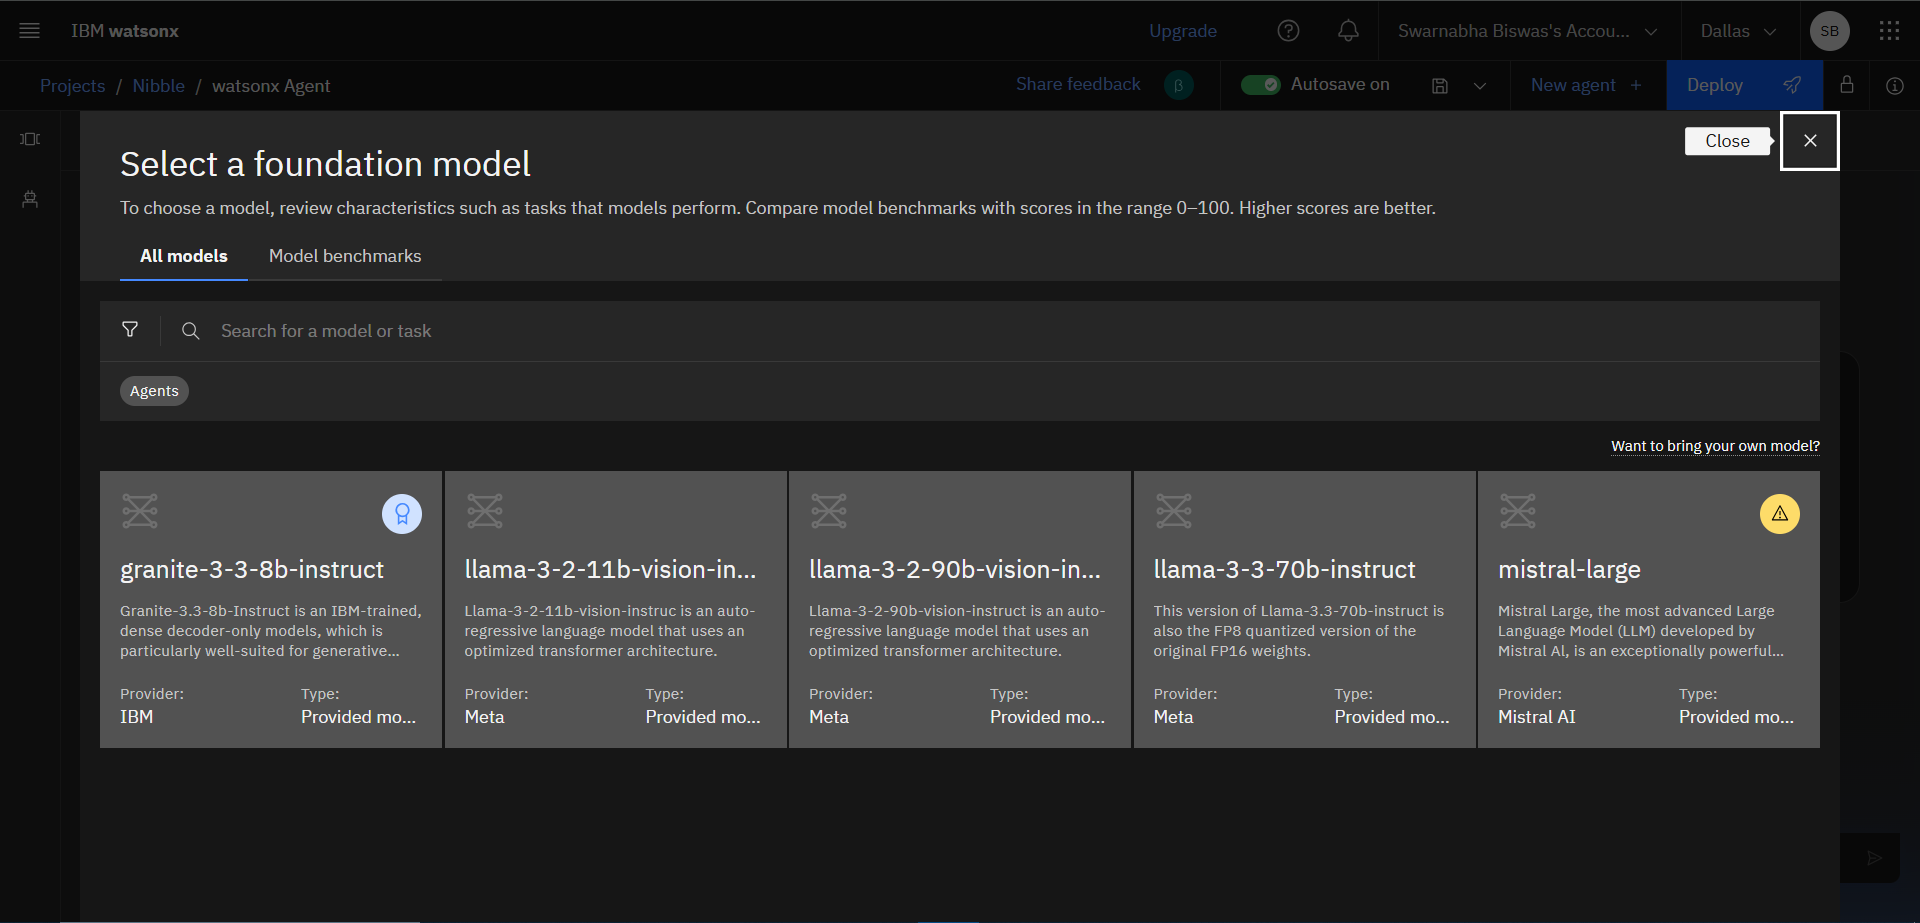 IBM watsonx
Upgrade
Swarnabha Biswas's Accou...
Dallas
SB
Projects / Nibble / watsonx Agent
Share feedback
β
Autosave on
New agent +
Deploy
Close
Select a foundation model
To choose a model, review characteristics such as tasks that models perform. Compare model benchmarks with scores in the range 0–100. Higher scores are better.
All models
Model benchmarks
Search for a model or task
Agents
Want to bring your own model?
granite-3-3-8b-instruct
Granite-3.3-8b-Instruct is an IBM-trained,
dense decoder-only models, which is
particularly well-suited for generative...
Provider:
IBM
Type:
Provided mo...
llama-3-2-11b-vision-in...
Llama-3-2-11b-vision-instruc is an auto-
regressive language model that uses an
optimized transformer architecture.
Provider:
Meta
Type:
Provided mo...
llama-3-2-90b-vision-in...
Llama-3-2-90b-vision-instruct is an auto-
regressive language model that uses an
optimized transformer architecture.
Provider:
Meta
Type:
Provided mo...
llama-3-3-70b-instruct
This version of Llama-3.3-70b-instruct is
also the FP8 quantized version of the
original FP16 weights.
Provider:
Meta
Type:
Provided mo...
mistral-large
Mistral Large, the most advanced Large
Language Model (LLM) developed by
Mistral Al, is an exceptionally powerful...
Provider:
Mistral AI
Type:
Provided mo...